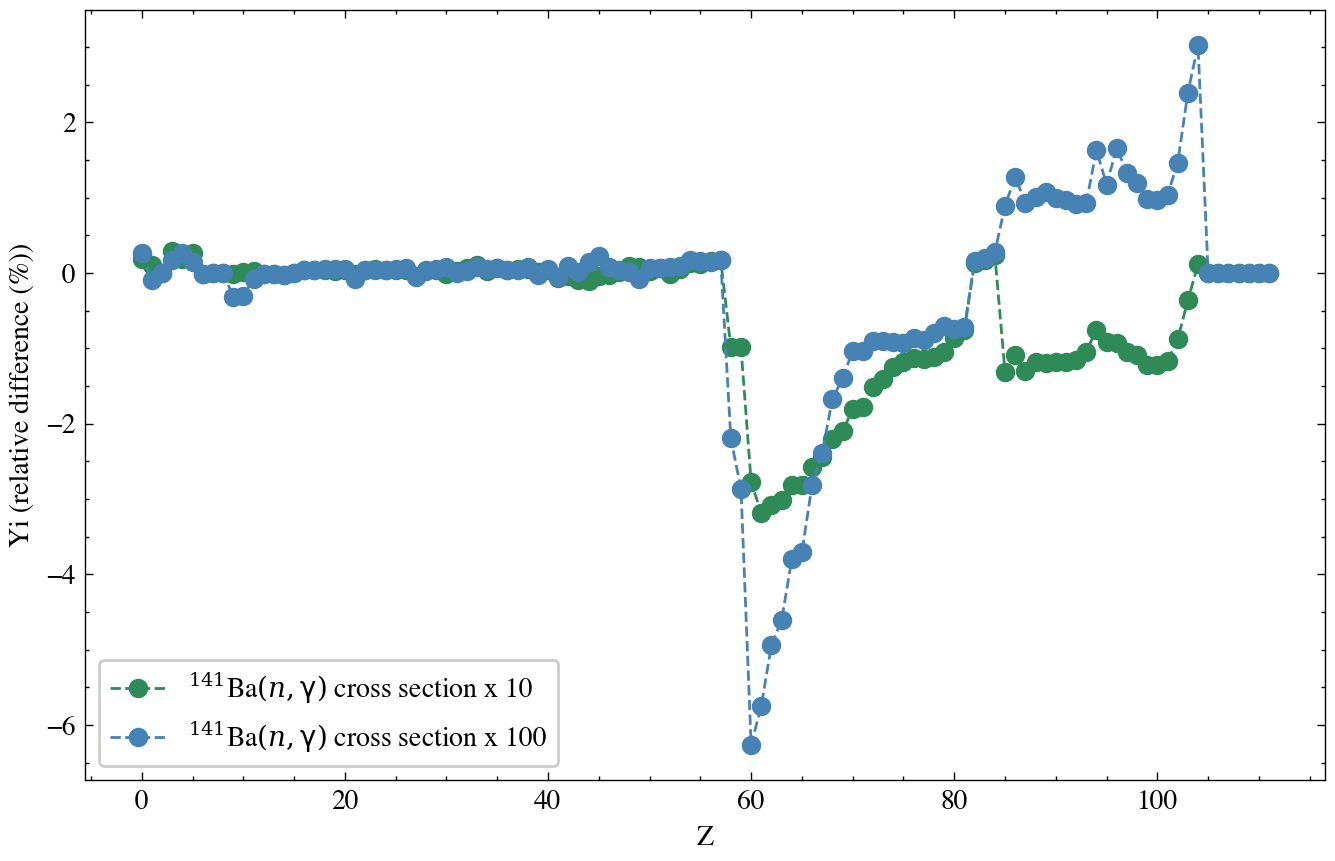 Yi (relative difference (%))
2
0
−2
−4
−6
¹⁴¹Ba(n, γ) cross section x 10
¹⁴¹Ba(n, γ) cross section x 100
0 20 40 60 80 100
Z